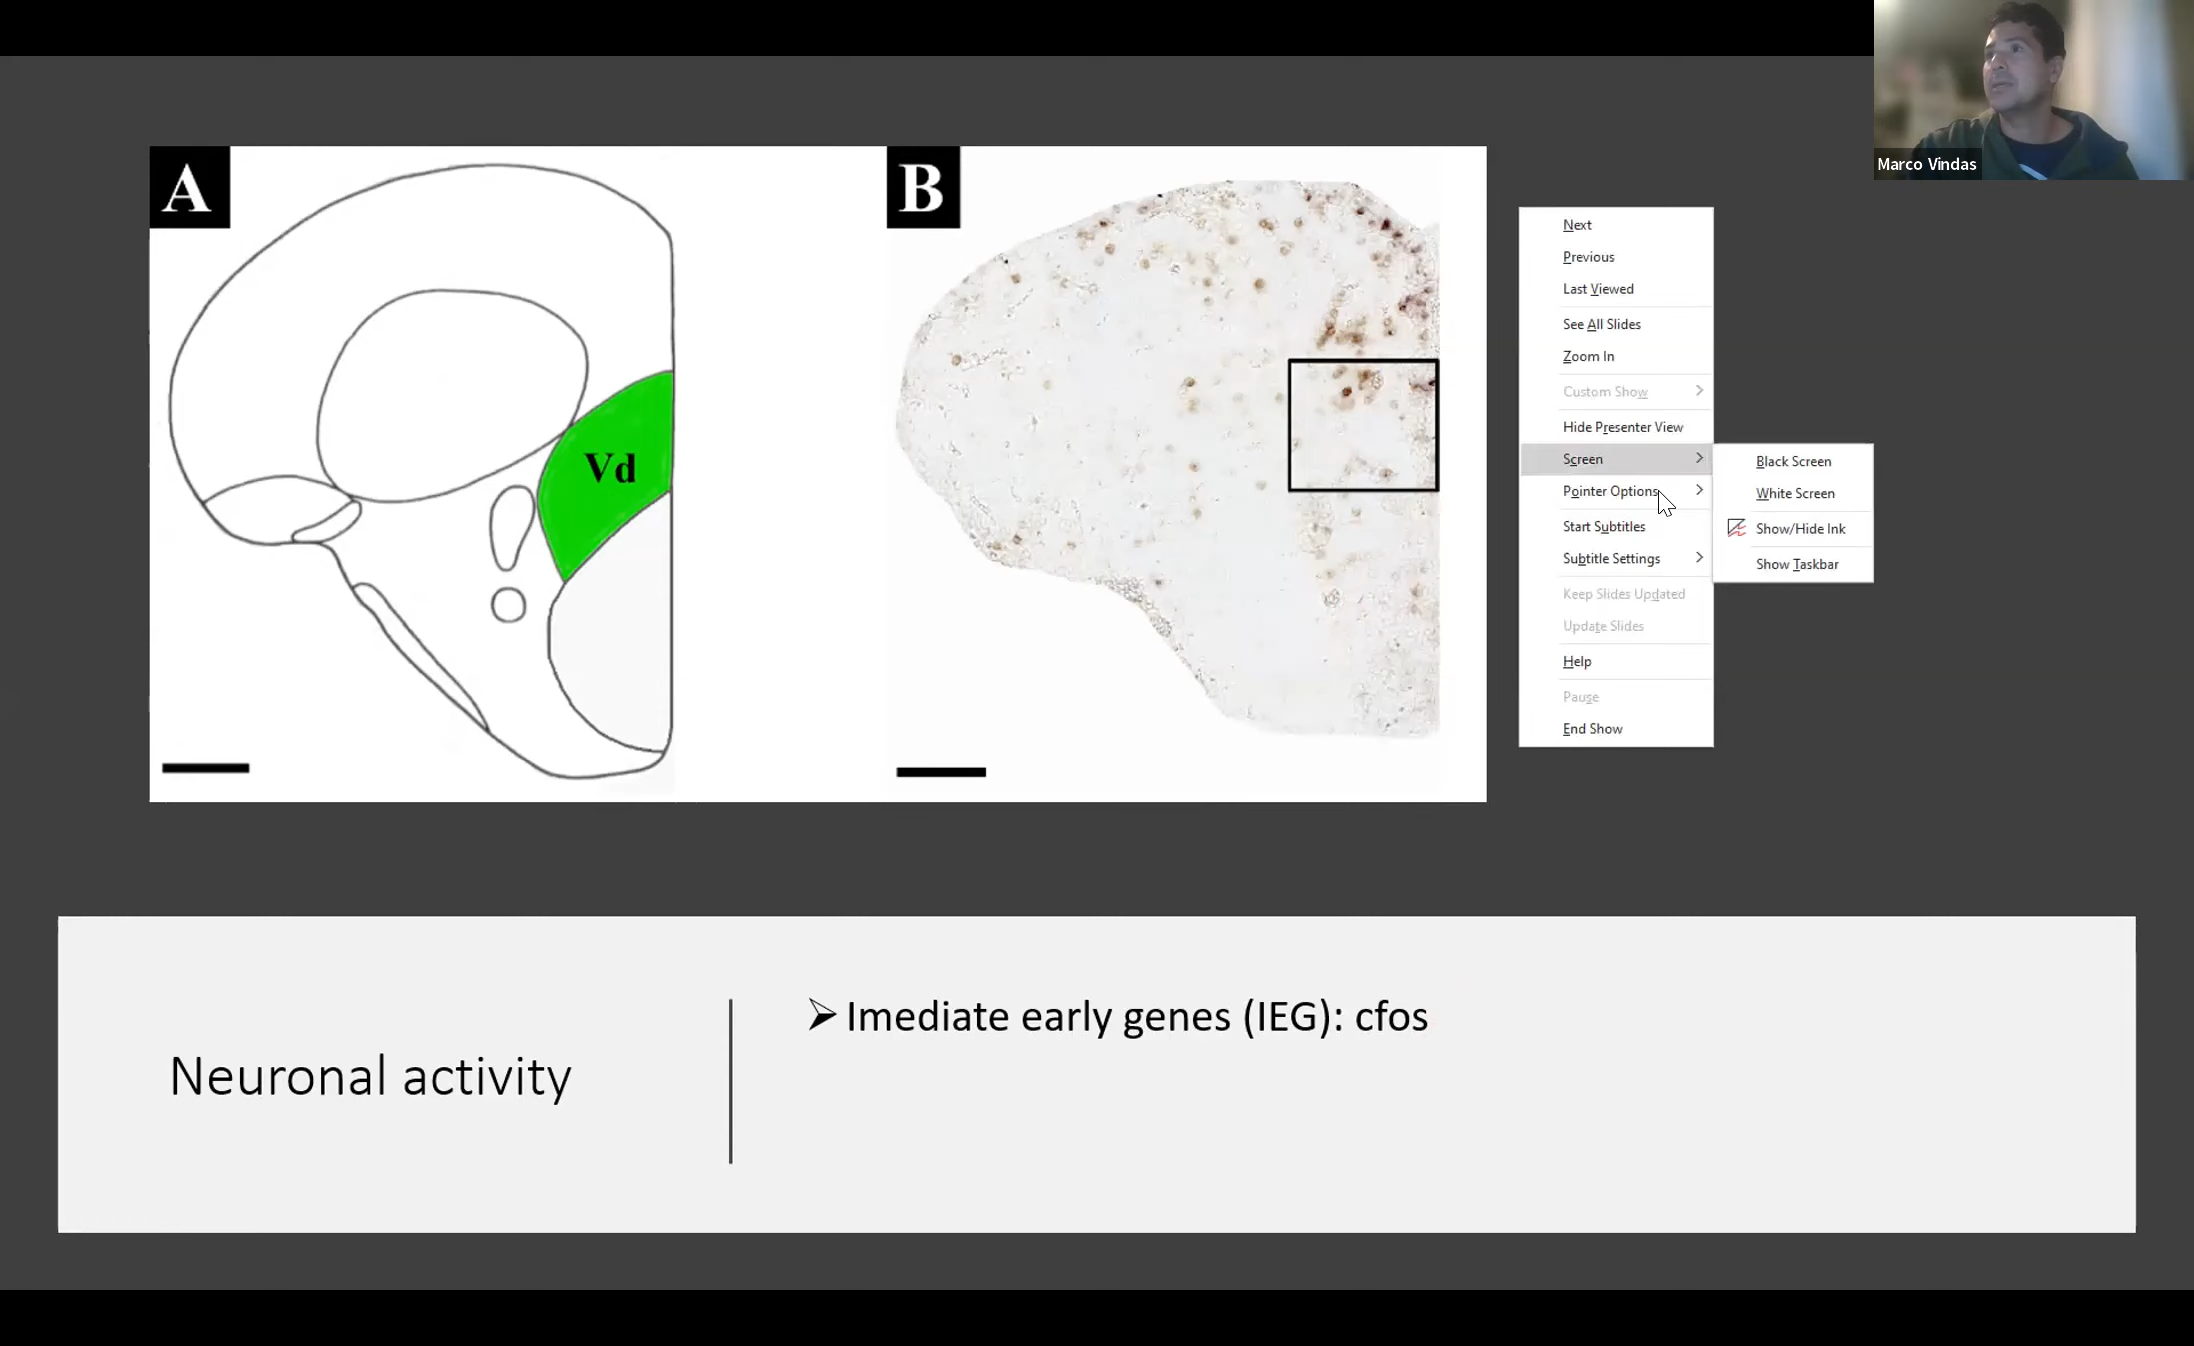 Marco Vindas
A
B
Vd
Next
Previous
Last Viewed
See All Slides
Zoom In
Custom Show
Hide Presenter View
Screen
Pointer Options
Start Subtitles
Subtitle Settings
Keep Slides Updated
Update Slides
Help
Pause
End Show
Black Screen
White Screen
Show/Hide Ink
Show Taskbar
Neuronal activity
Imediate early genes (IEG): cfos